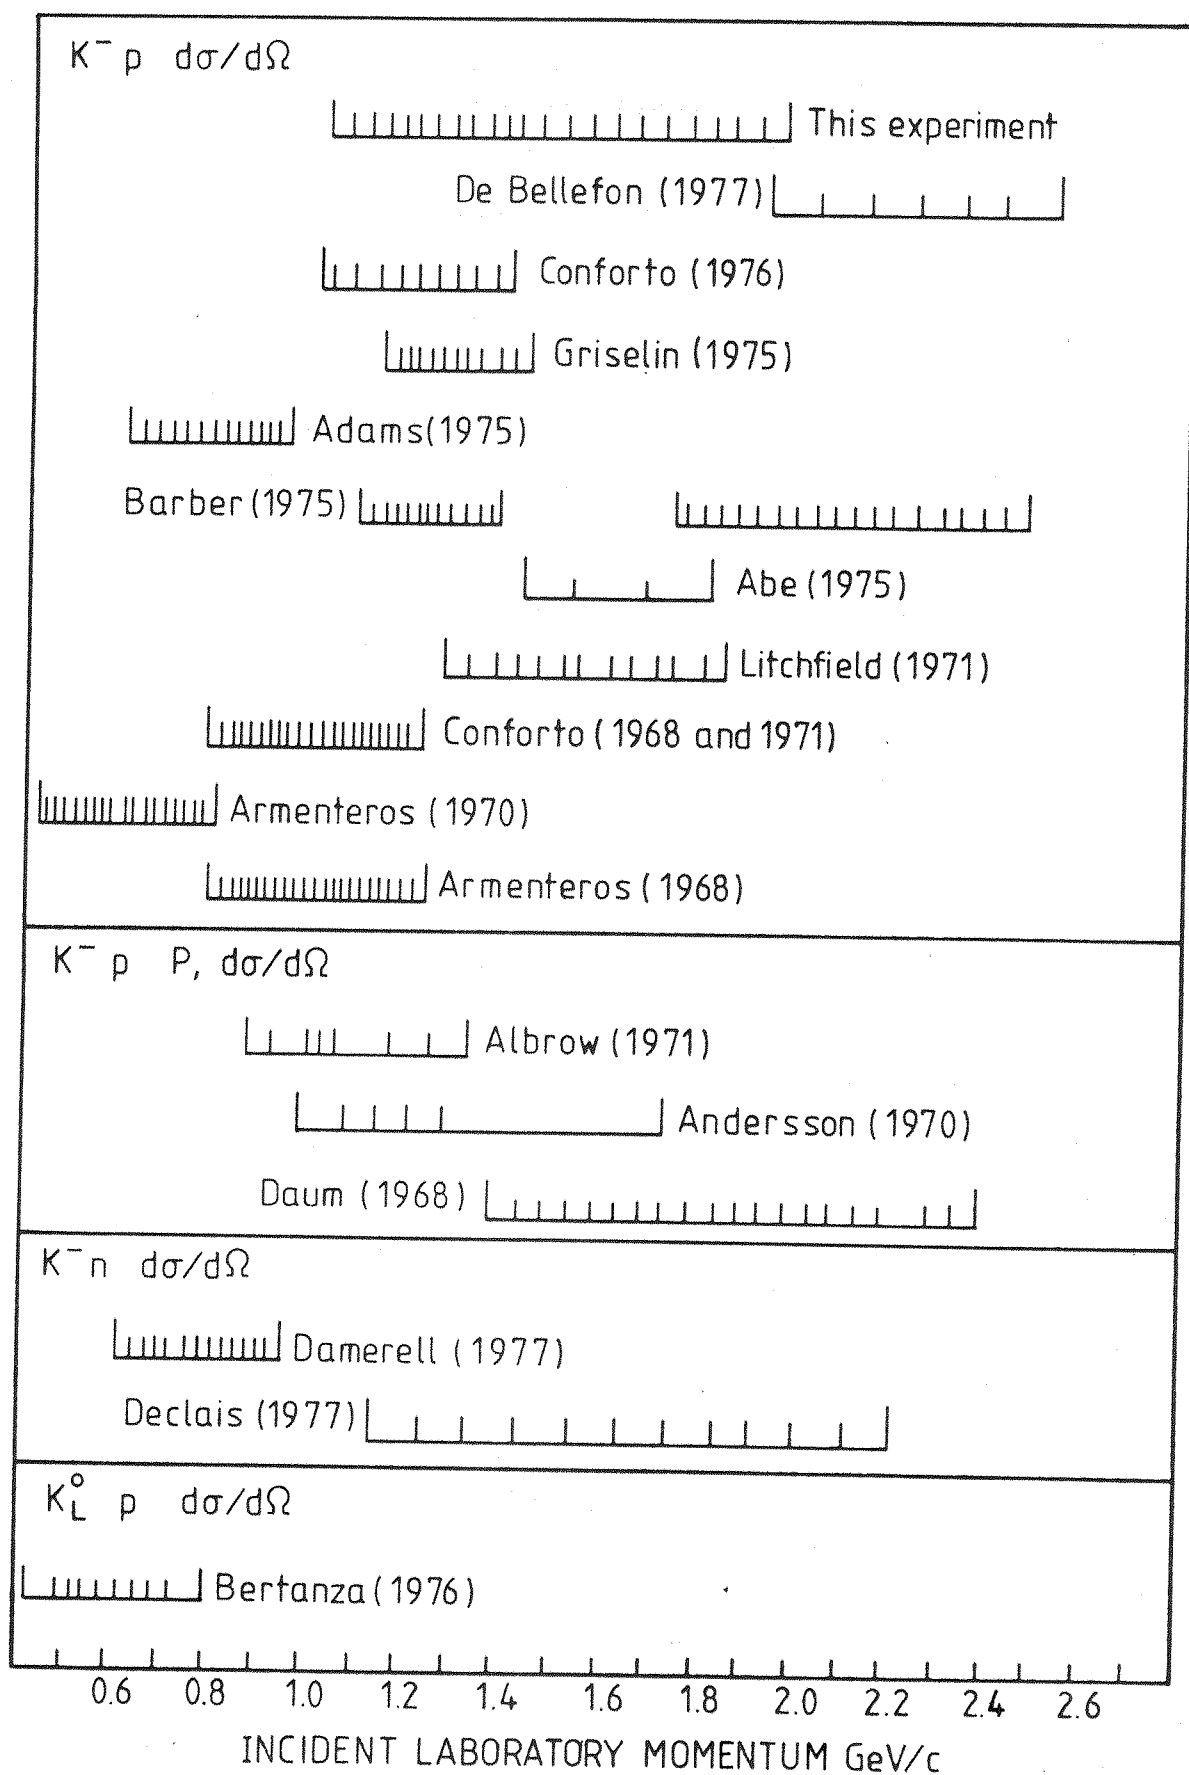 K⁻ p dσ/dΩ
This experiment
De Bellefon (1977)
Conforto (1976)
Griselin (1975)
Adams (1975)
Barber (1975)
Abe (1975)
Litchfield (1971)
Conforto (1968 and 1971)
Armenteros (1970)
Armenteros (1968)
K⁻ p P, dσ/dΩ
Albrow (1971)
Andersson (1970)
Daum (1968)
K⁻ n dσ/dΩ
Damerell (1977)
Declais (1977)
K⁰L p dσ/dΩ
Bertanza (1976)
0.6 0.8 1.0 1.2 1.4 1.6 1.8 2.0 2.2 2.4 2.6
INCIDENT LABORATORY MOMENTUM GeV/c